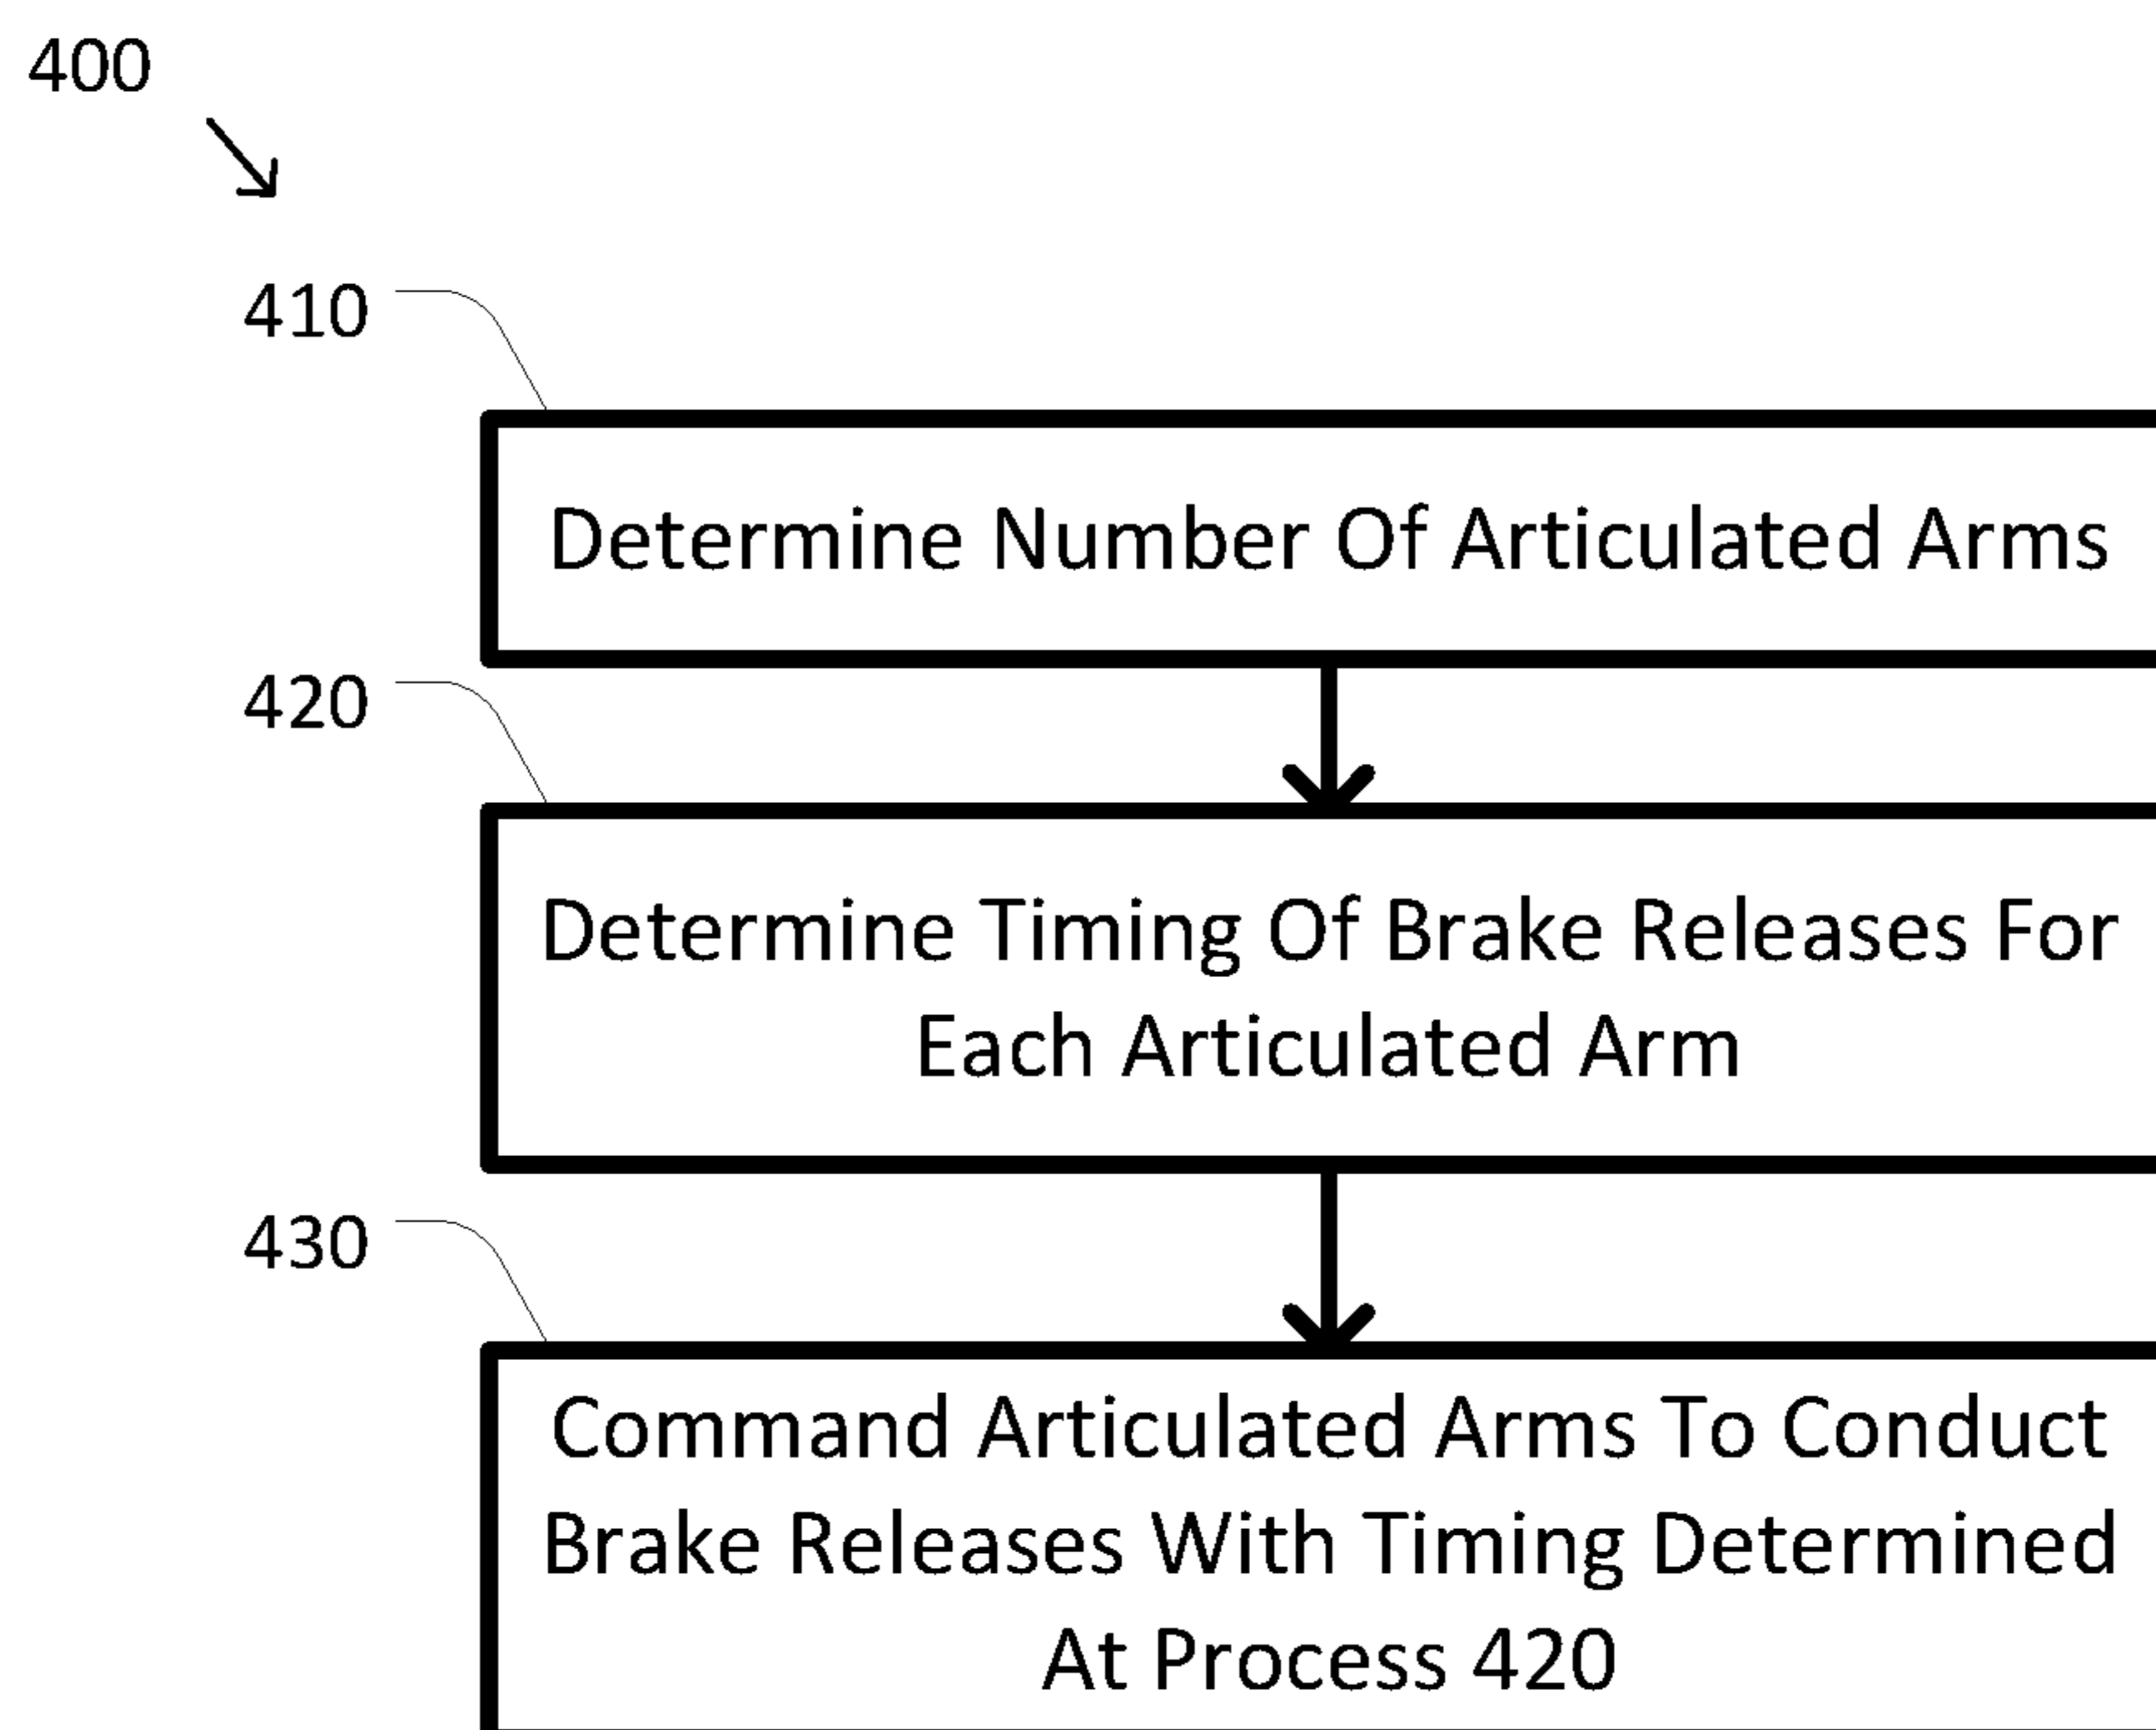 400
410
Determine Number Of Articulated Arms
420
Determine Timing Of Brake Releases For
Each Articulated Arm
430
Command Articulated Arms To Conduct
Brake Releases With Timing Determined
At Process 420